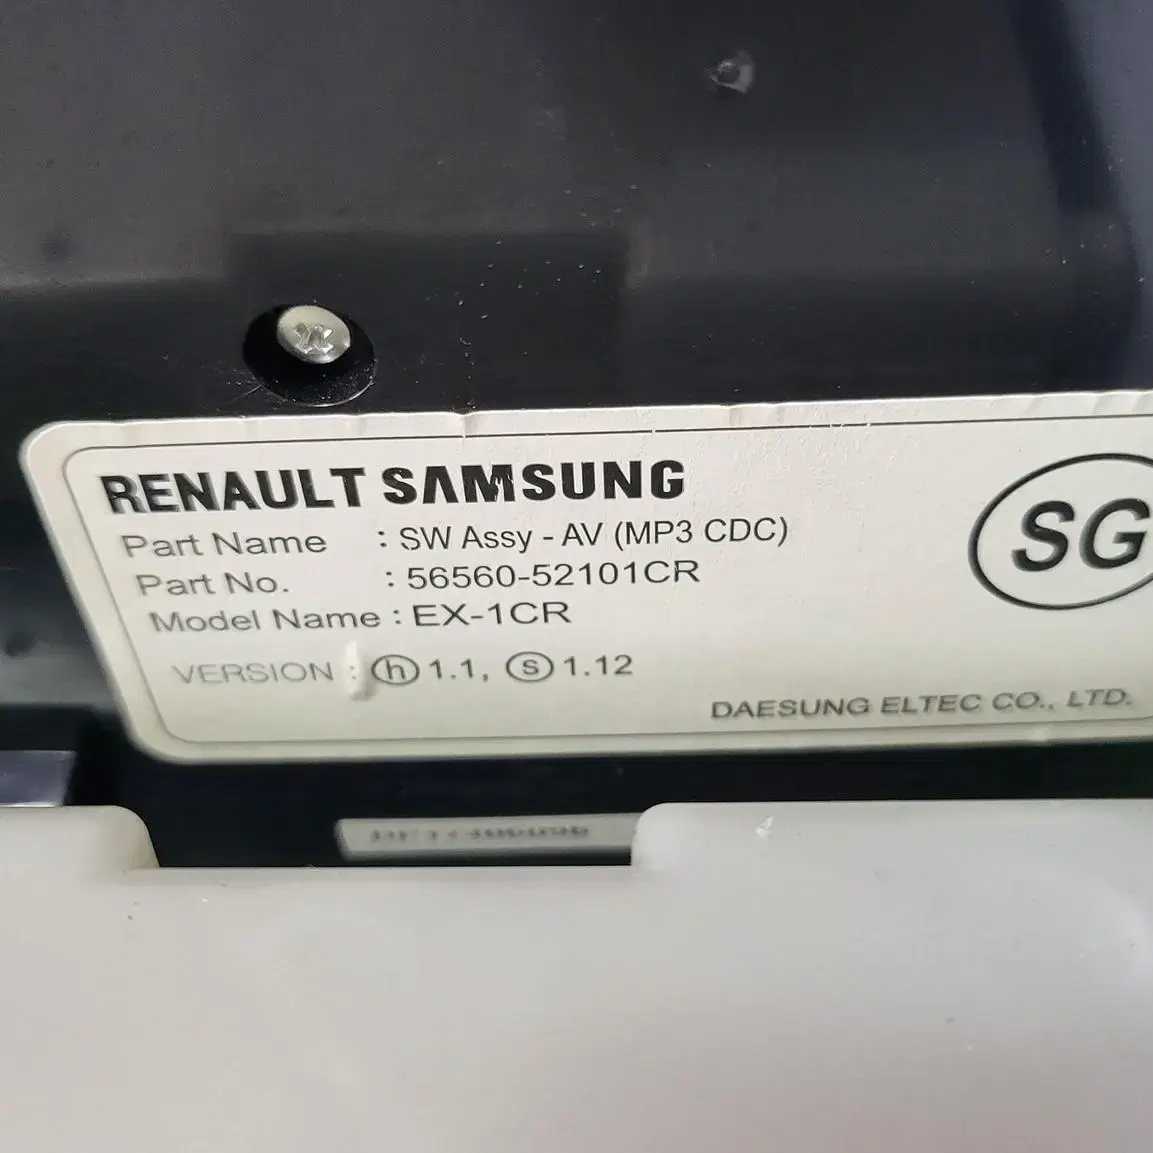 RENAULT SAMSUNG
SG
Part Name : SW Assy - AV (MP3 CDC)
Part No. : 56560-52101CR
Model Name : EX-1CR
VERSION : ⓗ 1.1, ⓢ 1.12
DAESUNG ELTEC CO., LTD.